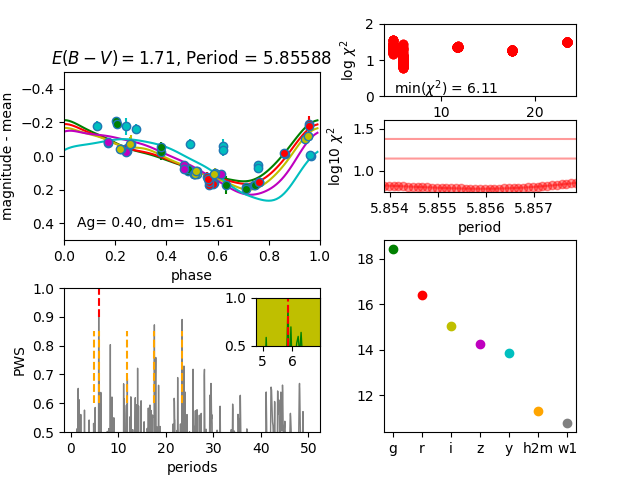 E(B − V) = 1.71, Period = 5.85588
magnitude - mean
−0.4
−0.2
0.0
0.2
0.4
Ag= 0.40, dm=  15.61
0.0 0.2 0.4 0.6 0.8 1.0
phase
log χ²
2
1
0
min(χ²) = 6.11
10 20
log10 χ²
1.5
1.0
5.854 5.855 5.856 5.857
period
PWS
1.0
0.9
0.8
0.7
0.6
0.5
1.0
0.5
5 6
0 10 20 30 40 50
periods
18
16
14
12
g r i z y h2m w1